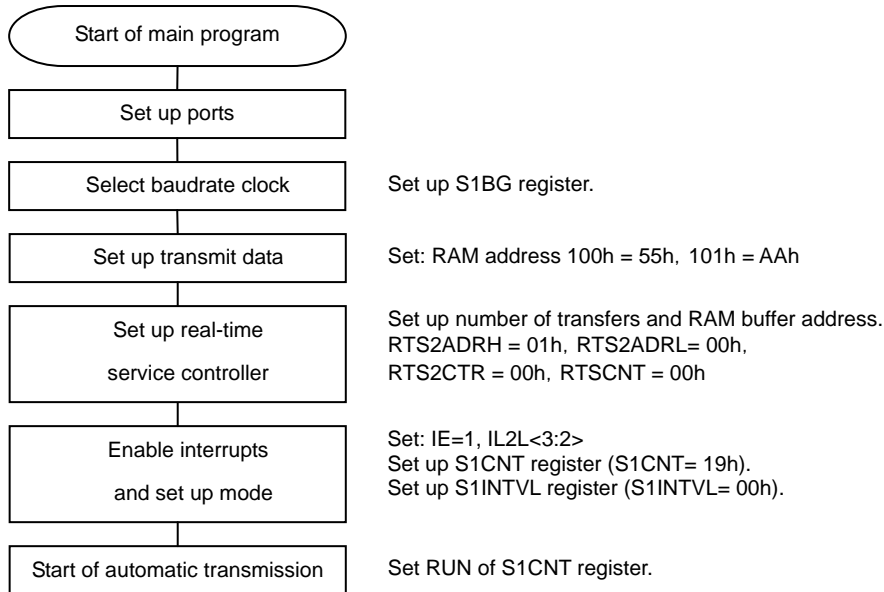 Start of main program
Set up ports
Select baudrate clock
Set up S1BG register.
Set up transmit data
Set: RAM address 100h = 55h, 101h = AAh
Set up real-time
service controller
Set up number of transfers and RAM buffer address.
RTS2ADRH = 01h, RTS2ADRL= 00h,
RTS2CTR = 00h, RTSCNT = 00h
Enable interrupts
and set up mode
Set: IE=1, IL2L<3:2>
Set up S1CNT register (S1CNT= 19h).
Set up S1INTVL register (S1INTVL= 00h).
Start of automatic transmission
Set RUN of S1CNT register.